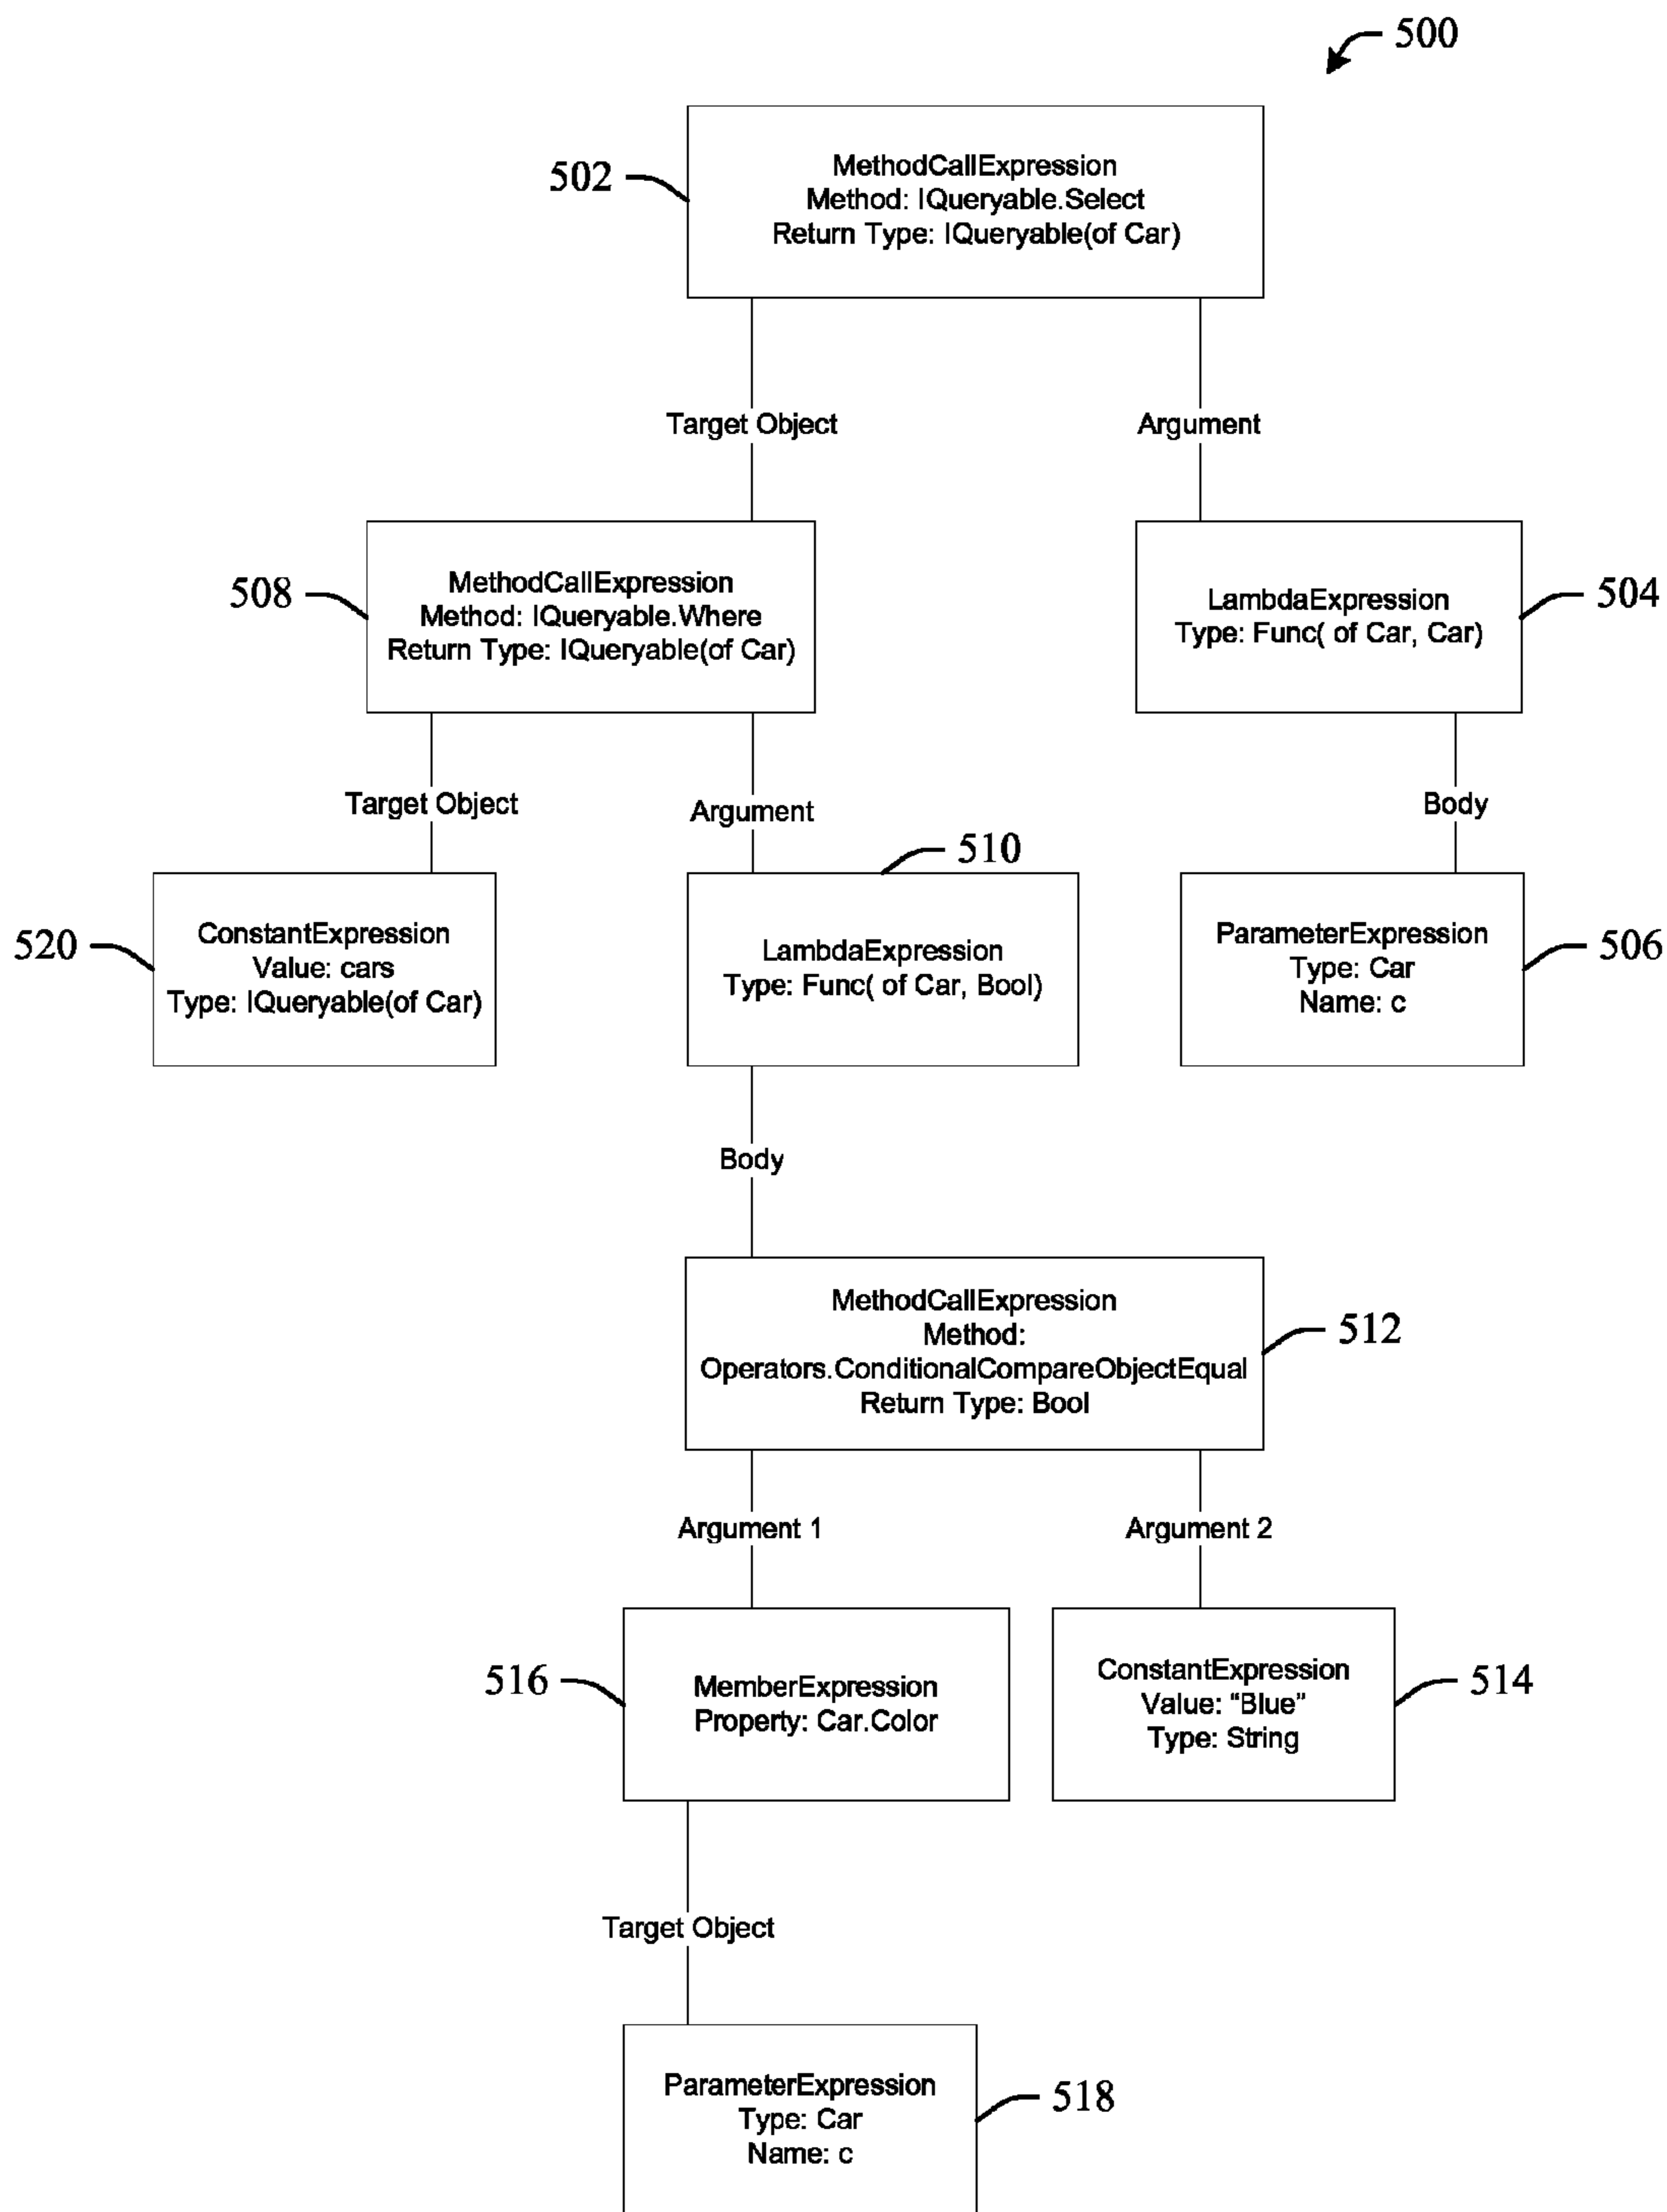 500
502
MethodCallExpression
Method: IQueryable.Select
Return Type: IQueryable(of Car)
Target Object
Argument
508
MethodCallExpression
Method: IQueryable.Where
Return Type: IQueryable(of Car)
LambdaExpression
Type: Func( of Car, Car)
504
Target Object
Argument
Body
510
520
ConstantExpression
Value: cars
Type: IQueryable(of Car)
LambdaExpression
Type: Func( of Car, Bool)
ParameterExpression
Type: Car
Name: c
506
Body
MethodCallExpression
Method:
Operators.ConditionalCompareObjectEqual
Return Type: Bool
512
Argument 1
Argument 2
516
MemberExpression
Property: Car.Color
ConstantExpression
Value: “Blue”
Type: String
514
Target Object
ParameterExpression
Type: Car
Name: c
518